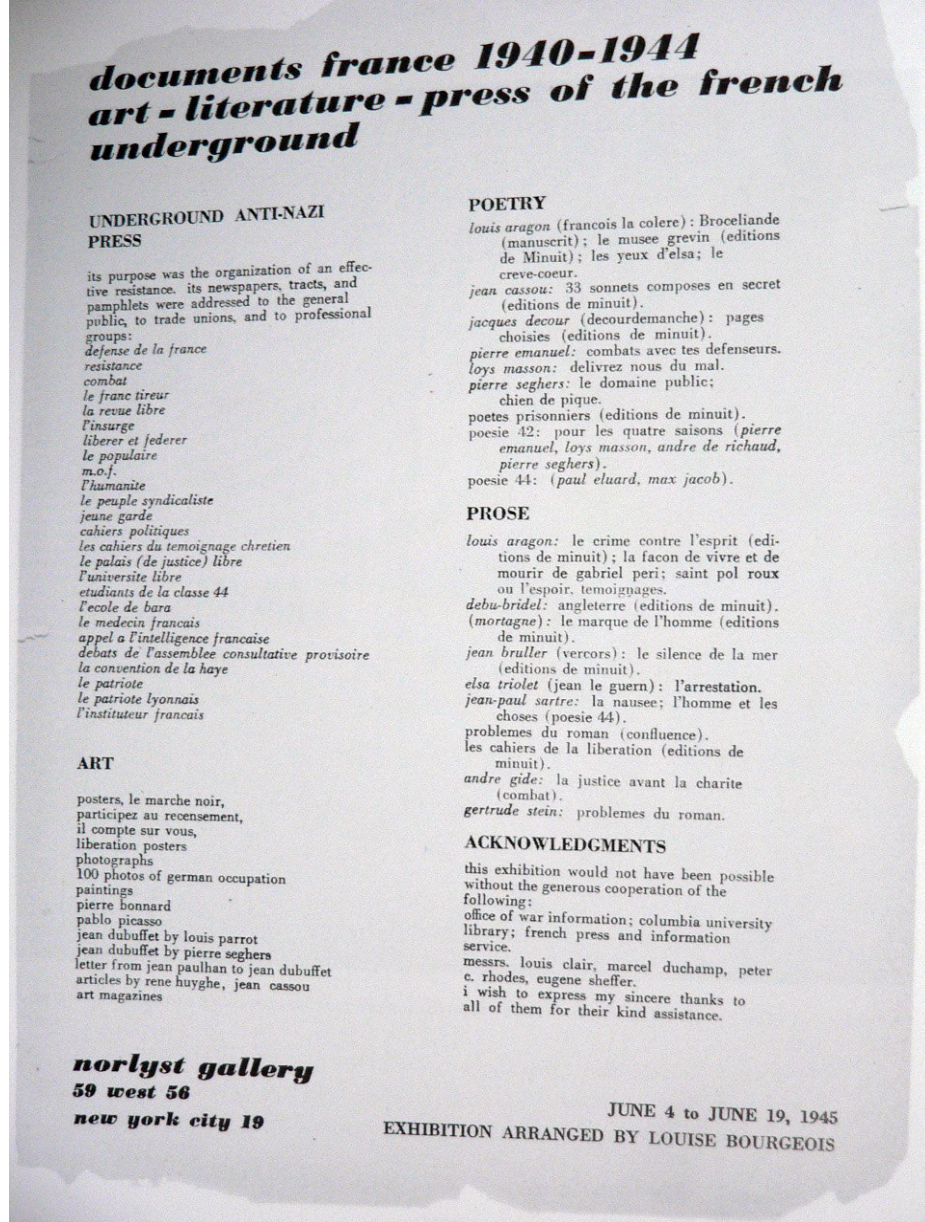 documents france 1940-1944
art - literature - press of the french
underground
UNDERGROUND ANTI-NAZI
PRESS
its purpose was the organization of an effec-
tive resistance. its newspapers, tracts, and
pamphlets were addressed to the general
public, to trade unions, and to professional
groups:
defense de la france
resistance
combat
le franc tireur
la revue libre
l'insurge
liberer et federer
le populaire
m.o.f.
l'humanite
le peuple syndicaliste
jeune garde
cahiers politiques
les cahiers du temoignage chretien
le palais (de justice) libre
l'universite libre
etudiants de la classe 44
l'ecole de bara
le medecin francais
appel a l'intelligence francaise
debats de l'assemblee consultative provisoire
la convention de la haye
le patriote
le patriote lyonnais
l'instituteur francais
ART
posters, le marche noir,
participez au recensement,
il compte sur vous,
liberation posters
photographs
100 photos of german occupation
paintings
pierre bonnard
pablo picasso
jean dubuffet by louis parrot
jean dubuffet by pierre seghers
letter from jean paulhan to jean dubuffet
articles by rene huyghe, jean cassou
art magazines
POETRY
louis aragon (francois la colere) : Broceliande
(manuscrit) ; le musee grevin (editions
de Minuit) ; les yeux d'elsa; le
creve-coeur.
jean cassou: 33 sonnets composes en secret
(editions de minuit).
jacques decour (decourdemanche) : pages
choisies (editions de minuit).
pierre emanuel: combats avec tes defenseurs.
loys masson: delivrez nous du mal.
pierre seghers: le domaine public;
chien de pique.
poetes prisonniers (editions de minuit).
poesie 42: pour les quatre saisons (pierre
emanuel, loys masson, andre de richaud,
pierre seghers).
poesie 44: (paul eluard, max jacob).
PROSE
louis aragon: le crime contre l'esprit (edi-
tions de minuit) ; la facon de vivre et de
mourir de gabriel peri; saint pol roux
ou l'espoir, temoignages.
debu-bridel: angleterre (editions de minuit).
(mortagne) : le marque de l'homme (editions
de minuit).
jean bruller (vercors) : le silence de la mer
(editions de minuit).
elsa triolet (jean le guern) : l'arrestation.
jean-paul sartre: la nausee; l'homme et les
choses (poesie 44).
problemes du roman (confluence).
les cahiers de la liberation (editions de
minuit).
andre gide: la justice avant la charite
(combat).
gertrude stein: problemes du roman.
ACKNOWLEDGMENTS
this exhibition would not have been possible
without the generous cooperation of the
following:
office of war information; columbia university
library; french press and information
service.
messrs. louis clair, marcel duchamp, peter
c. rhodes, eugene sheffer.
i wish to express my sincere thanks to
all of them for their kind assistance.
norlyst gallery
59 west 56
new york city 19
JUNE 4 to JUNE 19, 1945
EXHIBITION ARRANGED BY LOUISE BOURGEOIS